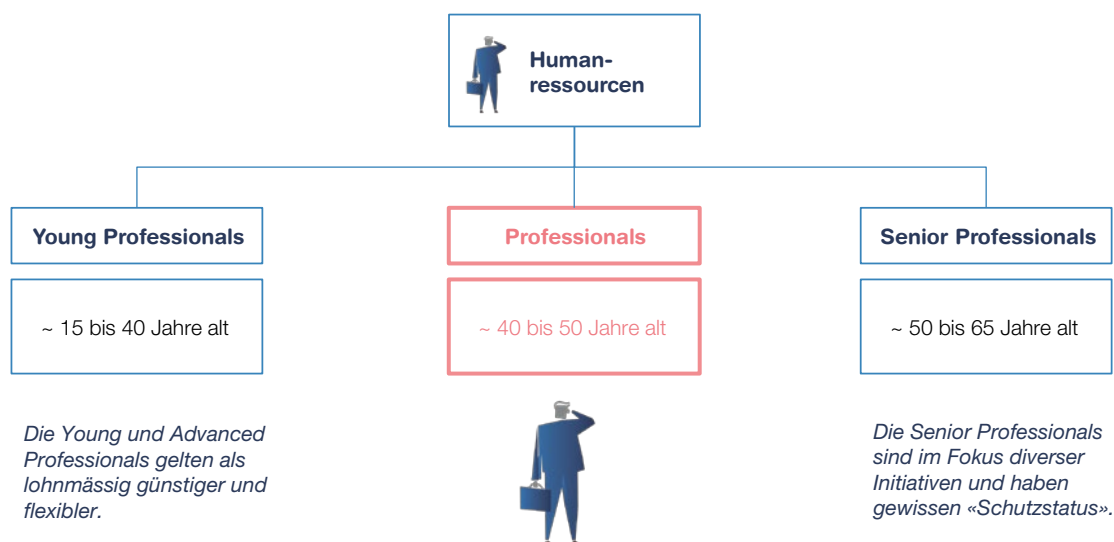 Human-
ressourcen
Young Professionals
Professionals
Senior Professionals
~ 15 bis 40 Jahre alt
~ 40 bis 50 Jahre alt
~ 50 bis 65 Jahre alt
Die Young und Advanced
Professionals gelten als
lohnmässig günstiger und
flexibler.
Die Senior Professionals
sind im Fokus diverser
Initiativen und haben
gewissen «Schutzstatus».